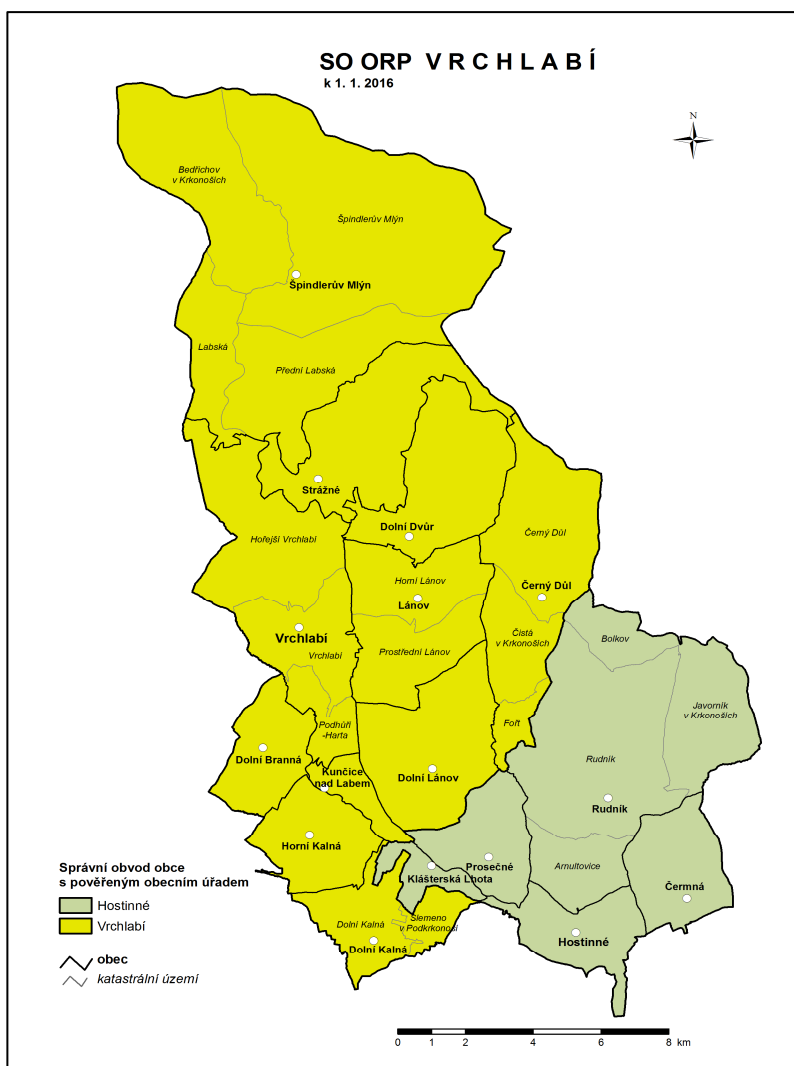 SO ORP VRCHLABÍ
k 1. 1. 2016
N
Bedřichov
v Krkonoších
Špindlerův Mlýn
Špindlerův Mlýn
Labská
Přední Labská
Strážné
Dolní Dvůr
Hořejší Vrchlabí
Černý Důl
Horní Lánov
Černý Důl
Lánov
Vrchlabí
Vrchlabí
Prostřední Lánov
Čistá
v Krkonoších
Bolkov
Javorník
v Krkonoších
Fořt
Podhůří
-Harta
Dolní Branná
Kunčice
nad Labem
Dolní Lánov
Rudník
Rudník
Horní Kalná
Prosečné
Klášterská Lhota
Arnultovice
Čermná
Dolní Kalná
Slemeno
v Podkrkonoší
Dolní Kalná
Hostinné
Správní obvod obce
s pověřeným obecním úřadem
Hostinné
Vrchlabí
obec
katastrální území
0 1 2 4 6 8 km